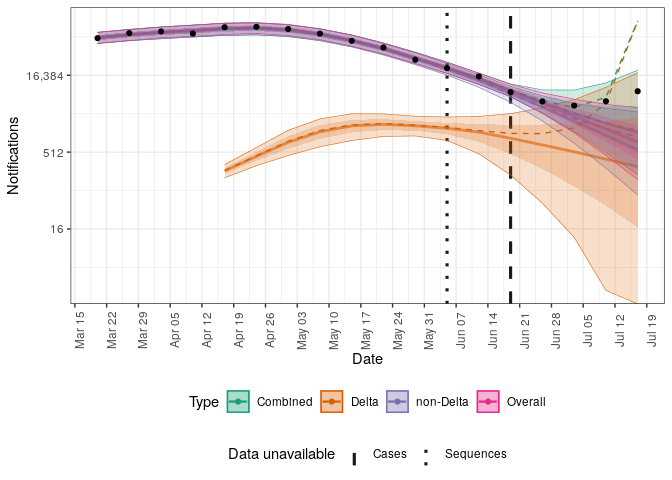 Notifications
16,384
512
16
Mar 15
Mar 22
Mar 29
Apr 05
Apr 12
Apr 19
Apr 26
May 03
May 10
May 17
May 24
May 31
Jun 07
Jun 14
Jun 21
Jun 28
Jul 05
Jul 12
Jul 19
Date
Type Combined Delta non-Delta Overall
Data unavailable Cases Sequences